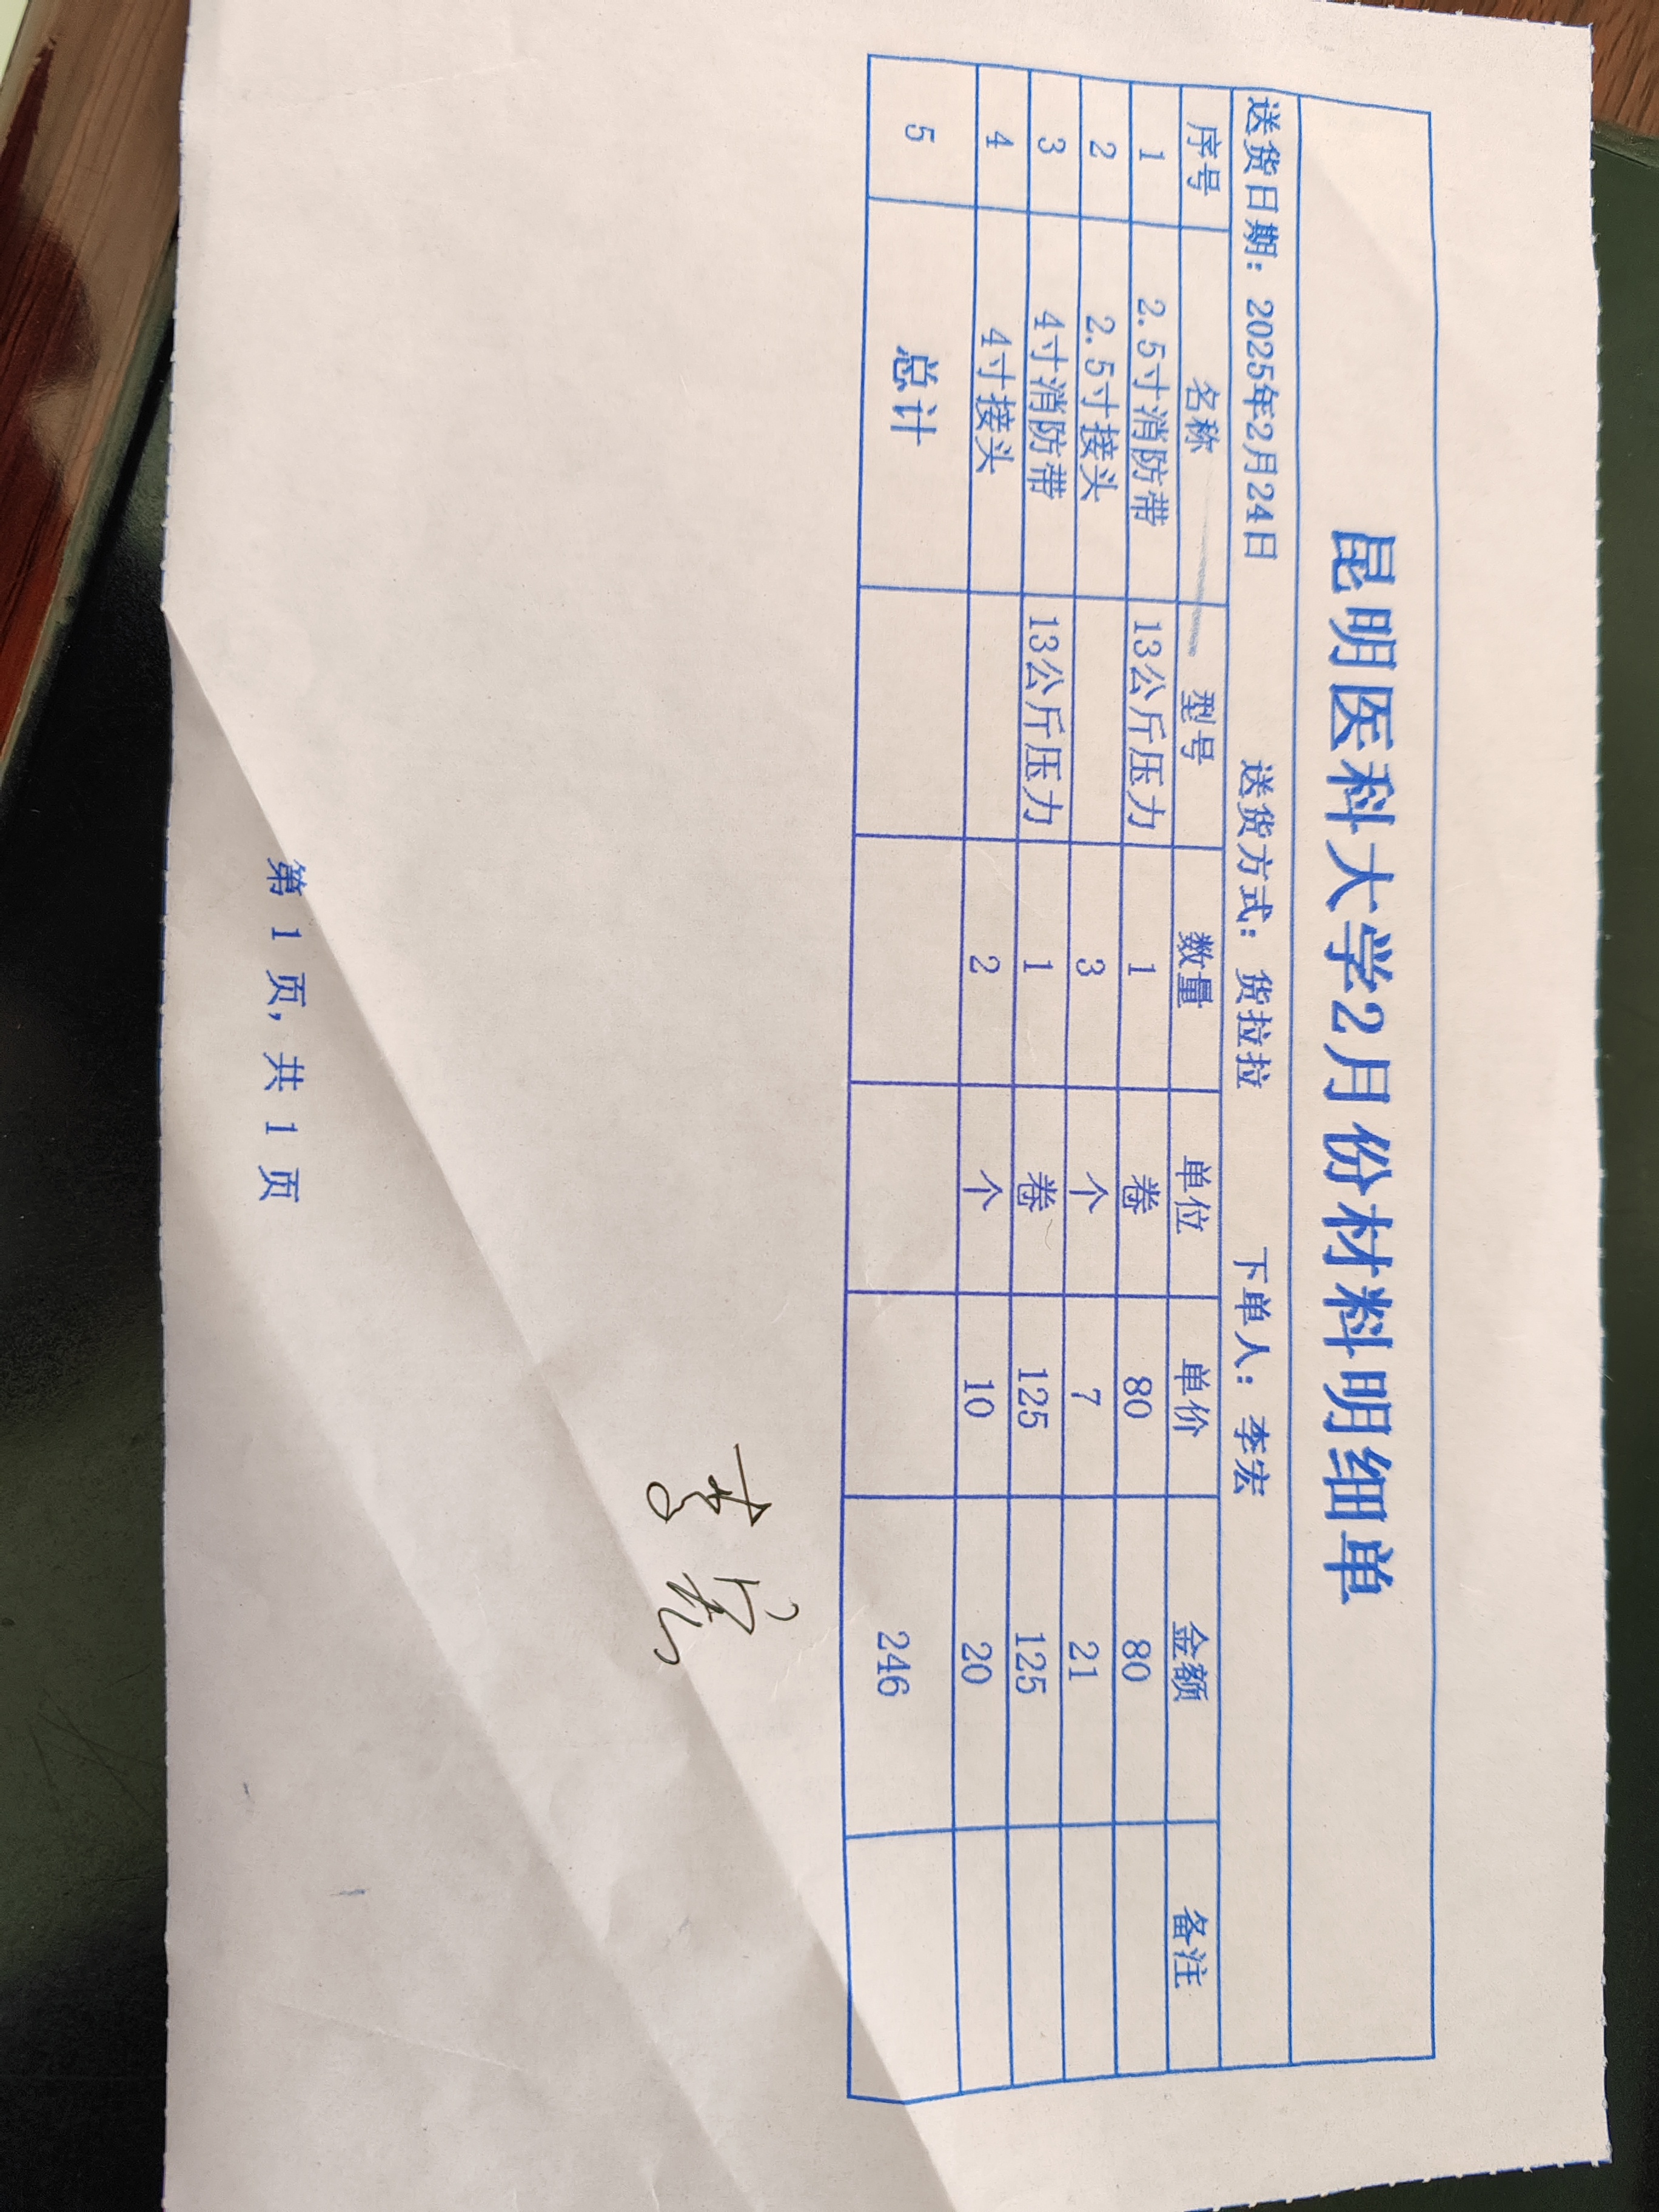 昆明医科大学2月份材料明细单
送货日期：2025年2月24日 送货方式：货拉拉 下单人：李宏
序号 名称 型号 数量 单位 单价 金额 备注
1 2.5寸消防带 13公斤压力 1 卷 80 80
2 2.5寸接头 3 个 7 21
3 4寸消防带 13公斤压力 1 卷 125 125
4 4寸接头 2 个 10 20
5 总计 246
李宏
第 1 页，共 1 页